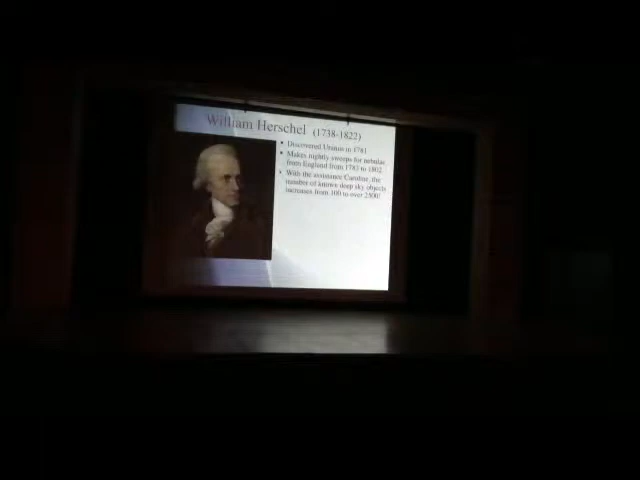 William Herschel (1738-1822)
• Discovered Uranus in 1781
• Makes nightly sweeps for nebulae
from England from 1783 to 1802
• With the assistance Caroline, the
number of known deep sky objects
increases from 100 to over 2500!